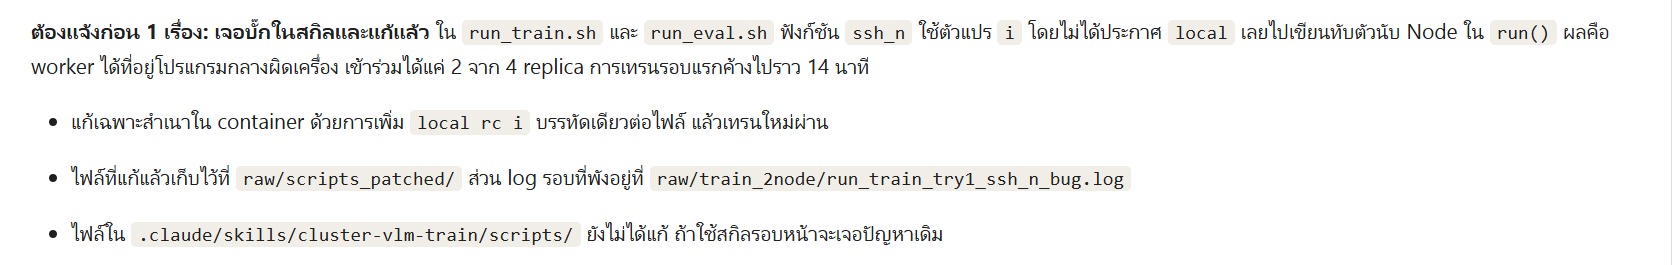 ต้องแจ้งก่อน 1 เรื่อง: เจอบั๊กในสกิลและแก้แล้ว ใน run_train.sh และ run_eval.sh ฟังก์ชัน ssh_n ใช้ตัวแปร i โดยไม่ได้ประกาศ local เลยไปเขียนทับตัวนับ Node ใน run() ผลคือ
worker ได้ที่อยู่โปรแกรมกลางผิดเครื่อง เข้าร่วมได้แค่ 2 จาก 4 replica การเทรนรอบแรกค้างไปราว 14 นาที
• แก้เฉพาะสำเนาใน container ด้วยการเพิ่ม local rc i บรรทัดเดียวต่อไฟล์ แล้วเทรนใหม่ผ่าน
• ไฟล์ที่แก้แล้วเก็บไว้ที่ raw/scripts_patched/ ส่วน log รอบที่พังอยู่ที่ raw/train_2node/run_train_try1_ssh_n_bug.log
• ไฟล์ใน .claude/skills/cluster-vlm-train/scripts/ ยังไม่ได้แก้ ถ้าใช้สกิลรอบหน้าจะเจอปัญหาเดิม